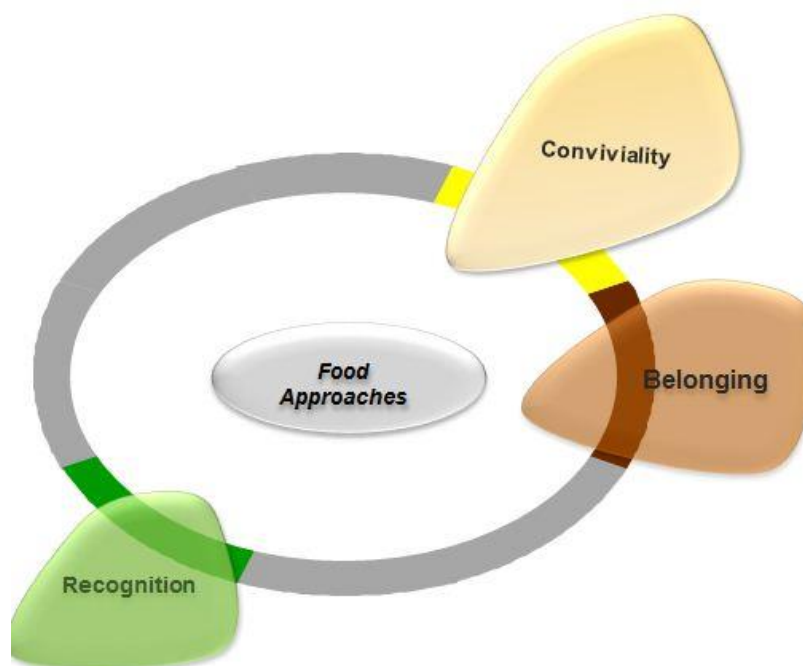 Conviviality
Belonging
Food
Approaches
Recognition